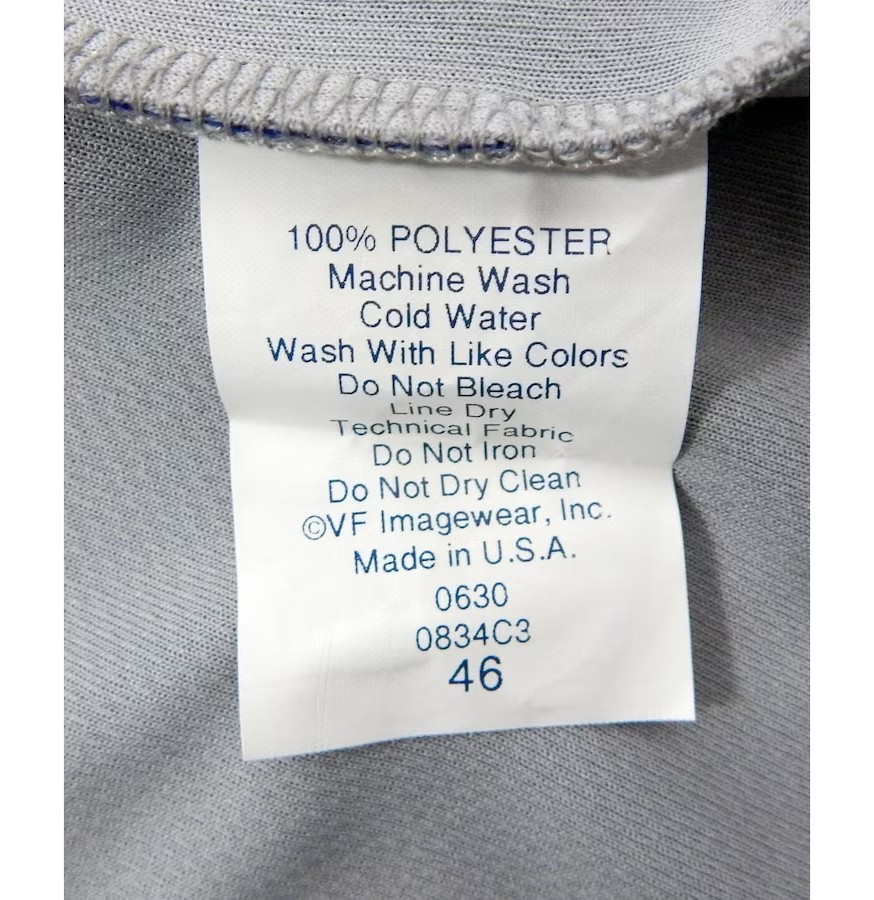 100% POLYESTER
Machine Wash
Cold Water
Wash With Like Colors
Do Not Bleach
Line Dry
Technical Fabric
Do Not Iron
Do Not Dry Clean
©VF Imagewear, Inc.
Made in U.S.A.
0630
0834C3
46